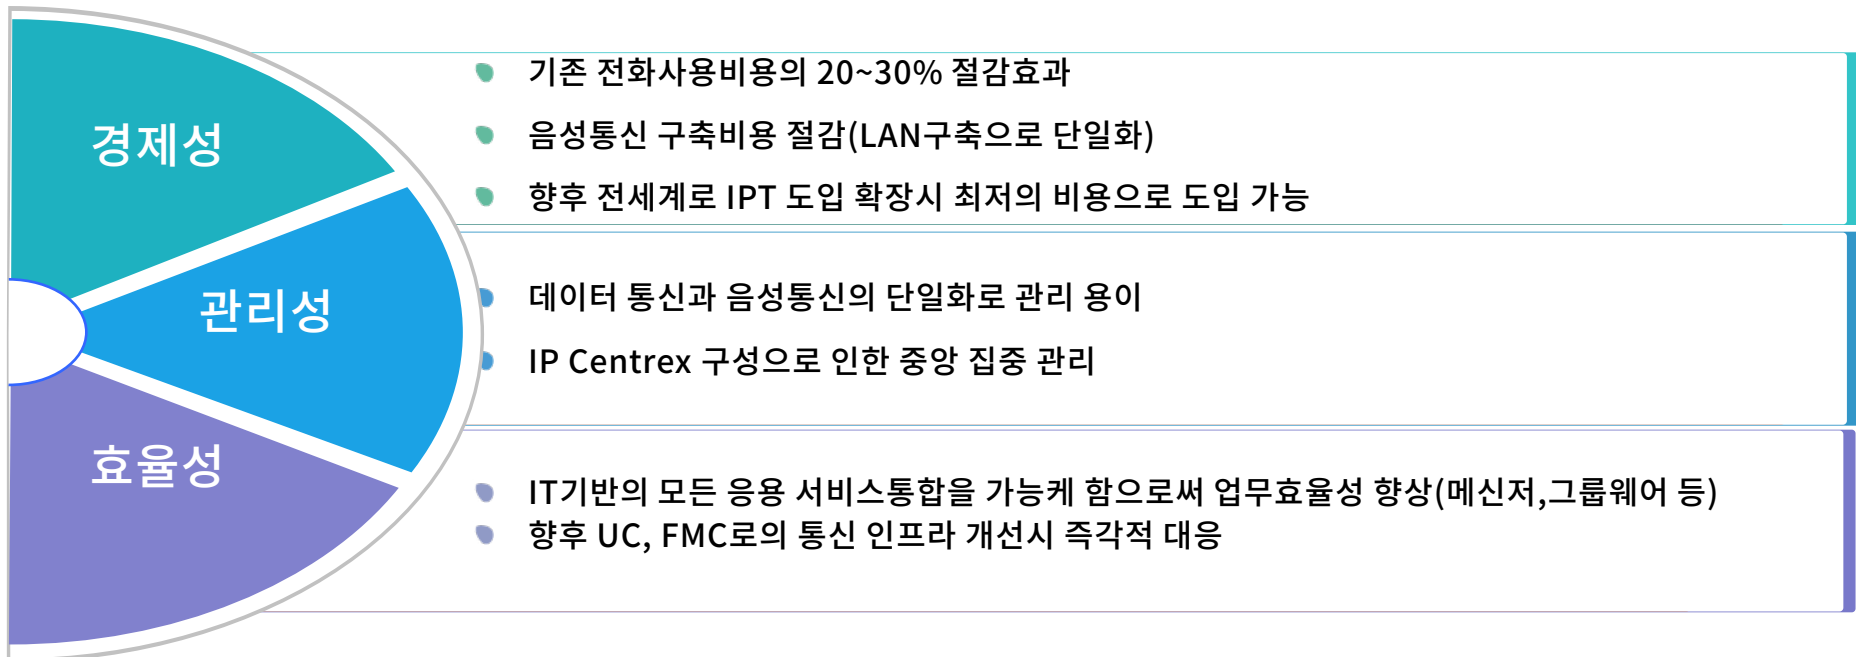 경제성
기존 전화사용비용의 20~30% 절감효과
음성통신 구축비용 절감(LAN구축으로 단일화)
향후 전세계로 IPT 도입 확장시 최저의 비용으로 도입 가능
관리성
데이터 통신과 음성통신의 단일화로 관리 용이
IP Centrex 구성으로 인한 중앙 집중 관리
효율성
IT기반의 모든 응용 서비스통합을 가능케 함으로써 업무효율성 향상(메신저,그룹웨어 등)
향후 UC, FMC로의 통신 인프라 개선시 즉각적 대응